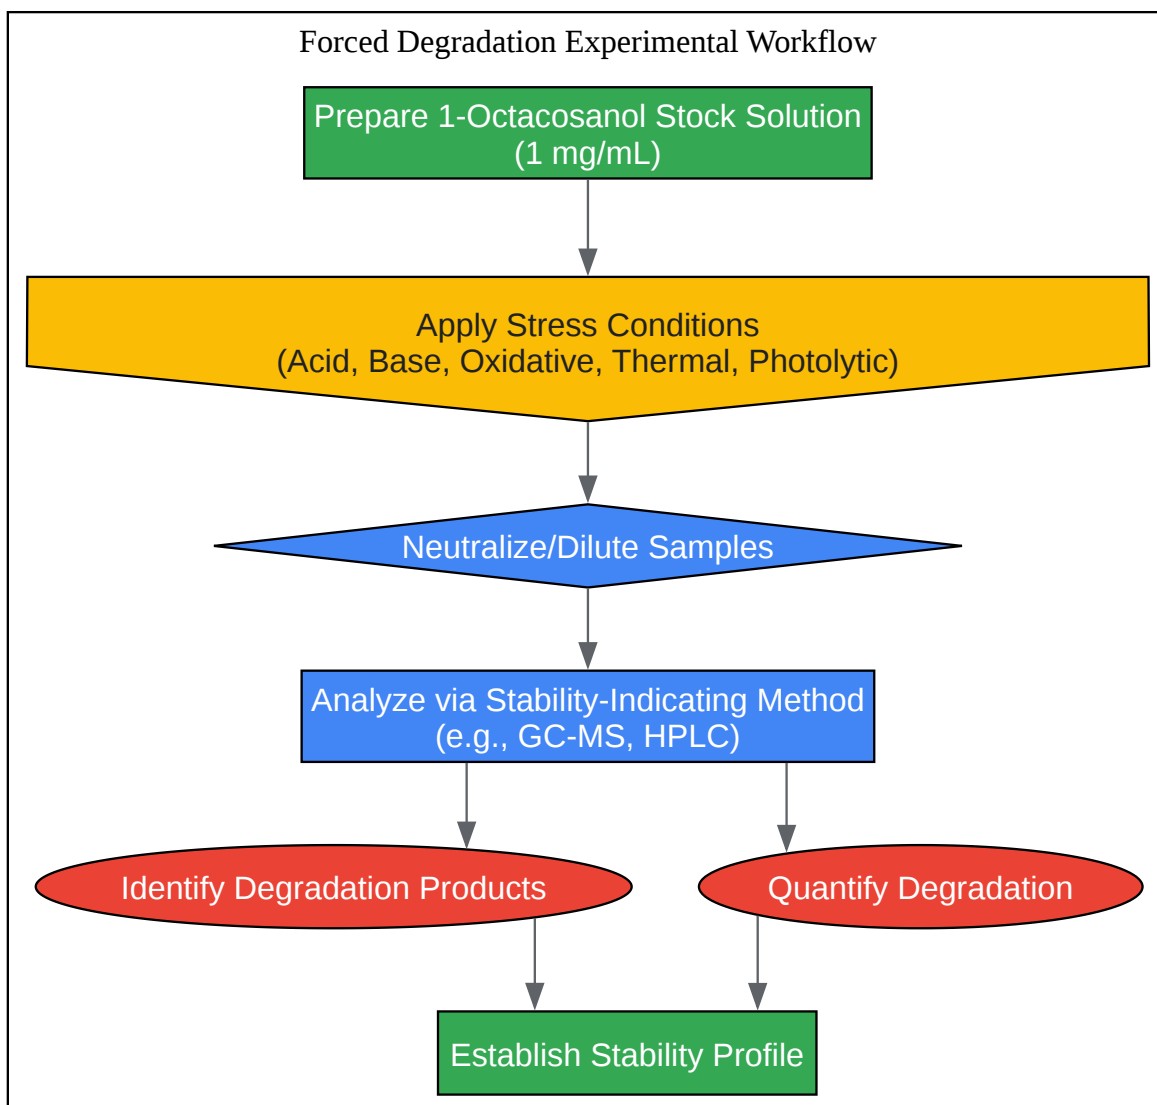 Forced Degradation Experimental Workflow
Prepare 1-Octacosanol Stock Solution
(1 mg/mL)
Apply Stress Conditions
(Acid, Base, Oxidative, Thermal, Photolytic)
Neutralize/Dilute Samples
Analyze via Stability-Indicating Method
(e.g., GC-MS, HPLC)
Identify Degradation Products
Quantify Degradation
Establish Stability Profile